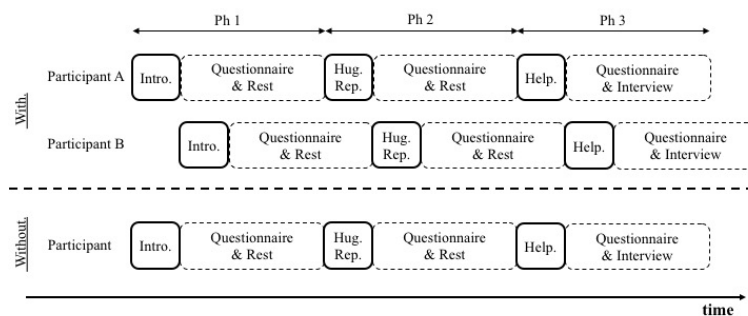 Ph 1 Ph 2 Ph 3
With.
Participant A
Intro.
Questionnaire
& Rest
Hug.
Rep.
Questionnaire
& Rest
Help.
Questionnaire
& Interview
Participant B
Intro.
Questionnaire
& Rest
Hug.
Rep.
Questionnaire
& Rest
Help.
Questionnaire
& Interview
Without.
Participant
Intro.
Questionnaire
& Rest
Hug.
Rep.
Questionnaire
& Rest
Help.
Questionnaire
& Interview
time